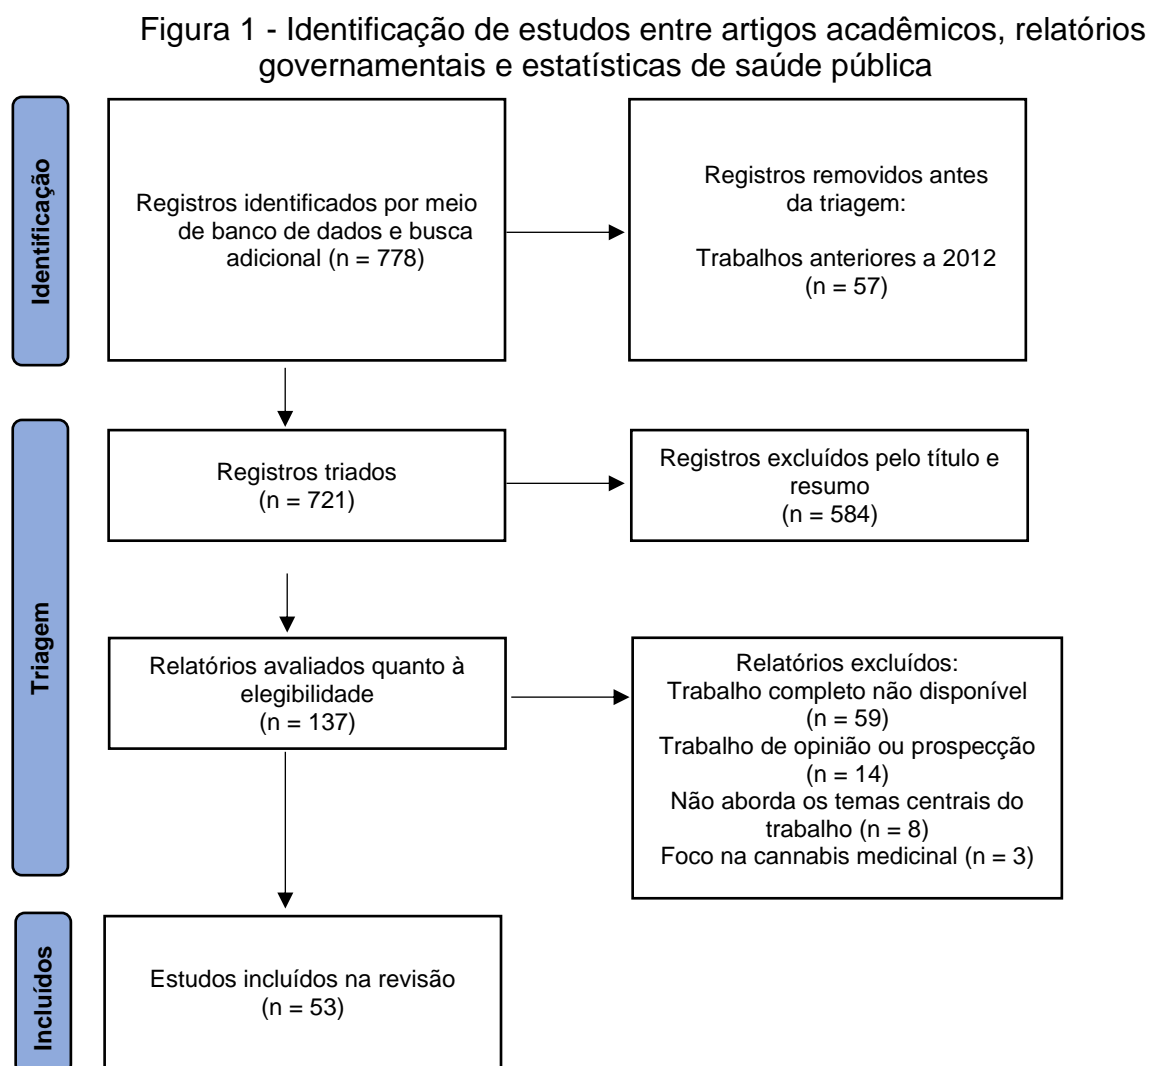 Figura 1 - Identificação de estudos entre artigos acadêmicos, relatórios
governamentais e estatísticas de saúde pública
Identificação
Registros identificados por meio
de banco de dados e busca
adicional (n = 778)
Registros removidos antes
da triagem:
Trabalhos anteriores a 2012
(n = 57)
Triagem
Registros triados
(n = 721)
Registros excluídos pelo título e
resumo
(n = 584)
Relatórios avaliados quanto à
elegibilidade
(n = 137)
Relatórios excluídos:
Trabalho completo não disponível
(n = 59)
Trabalho de opinião ou prospecção
(n = 14)
Não aborda os temas centrais do
trabalho (n = 8)
Foco na cannabis medicinal (n = 3)
Incluídos
Estudos incluídos na revisão
(n = 53)